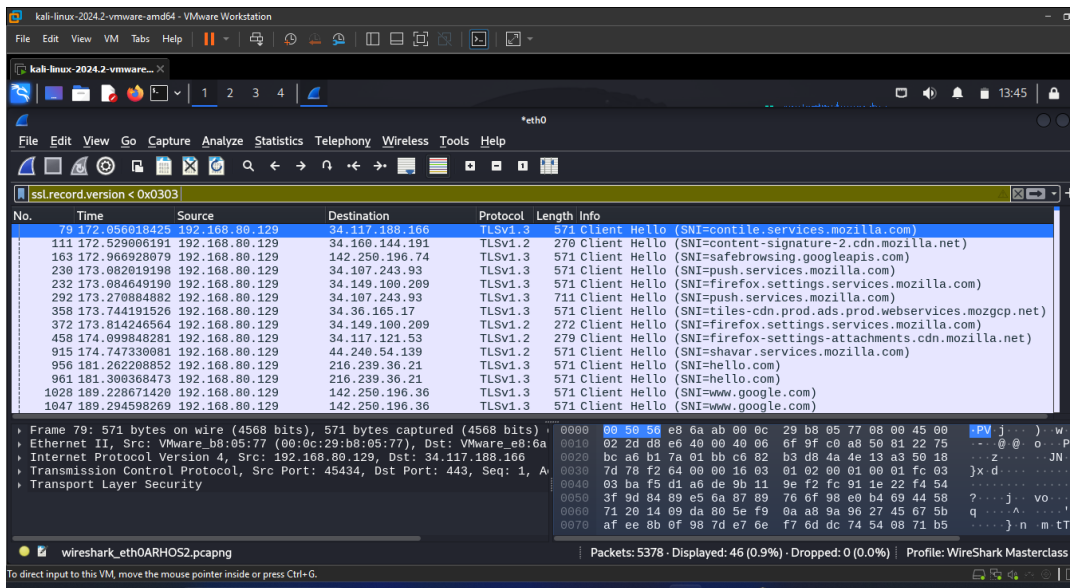 kali-linux-2024.2-vmware-amd64 - VMware Workstation
File Edit View VM Tabs Help
kali-linux-2024.2-vmware...
1 2 3 4 13:45
*eth0
File Edit View Go Capture Analyze Statistics Telephony Wireless Tools Help
ssl.record.version < 0x0303
No. Time Source Destination Protocol Length Info
79 172.056018425 192.168.80.129 34.117.188.166 TLSv1.3 571 Client Hello (SNI=contile.services.mozilla.com)
111 172.529006191 192.168.80.129 34.160.144.191 TLSv1.2 270 Client Hello (SNI=content-signature-2.cdn.mozilla.net)
163 172.966928079 192.168.80.129 142.250.196.74 TLSv1.3 571 Client Hello (SNI=safebrowsing.googleapis.com)
230 173.082019198 192.168.80.129 34.107.243.93 TLSv1.3 571 Client Hello (SNI=push.services.mozilla.com)
232 173.084649190 192.168.80.129 34.149.100.209 TLSv1.3 571 Client Hello (SNI=firefox.settings.services.mozilla.com)
292 173.270884882 192.168.80.129 34.107.243.93 TLSv1.3 711 Client Hello (SNI=push.services.mozilla.com)
358 173.744191526 192.168.80.129 34.36.165.17 TLSv1.3 571 Client Hello (SNI=tiles-cdn.prod.ads.prod.webservices.mozgcp.net)
372 173.814246564 192.168.80.129 34.149.100.209 TLSv1.2 272 Client Hello (SNI=firefox.settings.services.mozilla.com)
458 174.099848281 192.168.80.129 34.117.121.53 TLSv1.2 279 Client Hello (SNI=firefox-settings-attachments.cdn.mozilla.net)
915 174.747330081 192.168.80.129 44.240.54.139 TLSv1.2 571 Client Hello (SNI=shavar.services.mozilla.com)
956 181.262208852 192.168.80.129 216.239.36.21 TLSv1.3 571 Client Hello (SNI=hello.com)
961 181.300368473 192.168.80.129 216.239.36.21 TLSv1.3 571 Client Hello (SNI=hello.com)
1028 189.228671420 192.168.80.129 142.250.196.36 TLSv1.3 571 Client Hello (SNI=www.google.com)
1047 189.294598269 192.168.80.129 142.250.196.36 TLSv1.3 571 Client Hello (SNI=www.google.com)
Frame 79: 571 bytes on wire (4568 bits), 571 bytes captured (4568 bits)
Ethernet II, Src: VMware_b8:05:77 (00:0c:29:b8:05:77), Dst: VMware_e8:6a
Internet Protocol Version 4, Src: 192.168.80.129, Dst: 34.117.188.166
Transmission Control Protocol, Src Port: 45434, Dst Port: 443, Seq: 1, A
Transport Layer Security
0000 00 50 56 e8 6a ab 00 0c 29 b8 05 77 08 00 45 00 ·PV·j··· )··w··
0010 02 2d d8 e6 40 00 40 06 6f 9f c0 a8 50 81 22 75 ·-··@·@· o···P
0020 bc a6 b1 7a 01 bb c6 82 b3 d8 4a 4e 13 a3 50 18 ···z···· ··JN·
0030 7d 78 f2 64 00 00 16 03 01 02 00 01 00 01 fc 03 }x·d····
0040 03 ba f5 d1 a6 de 9b 11 9e f2 fc 91 1e 22 f4 54
0050 3f 9d 84 89 e5 6a 87 89 76 6f 98 e0 b4 69 44 58 ?····j·· vo···
0060 71 20 14 09 da 80 5e f9 0a a8 9a 96 27 45 67 5b q ····^· ····'
0070 af ee 8b 0f 98 7d e7 6e f6 6d dc 74 54 08 71 b5 ·····}·n ·m·tT
wireshark_eth0ARHOS2.pcapng Packets: 5378 · Displayed: 46 (0.9%) · Dropped: 0 (0.0%) Profile: WireShark Masterclass
To direct input to this VM, move the mouse pointer inside or press Ctrl+G.